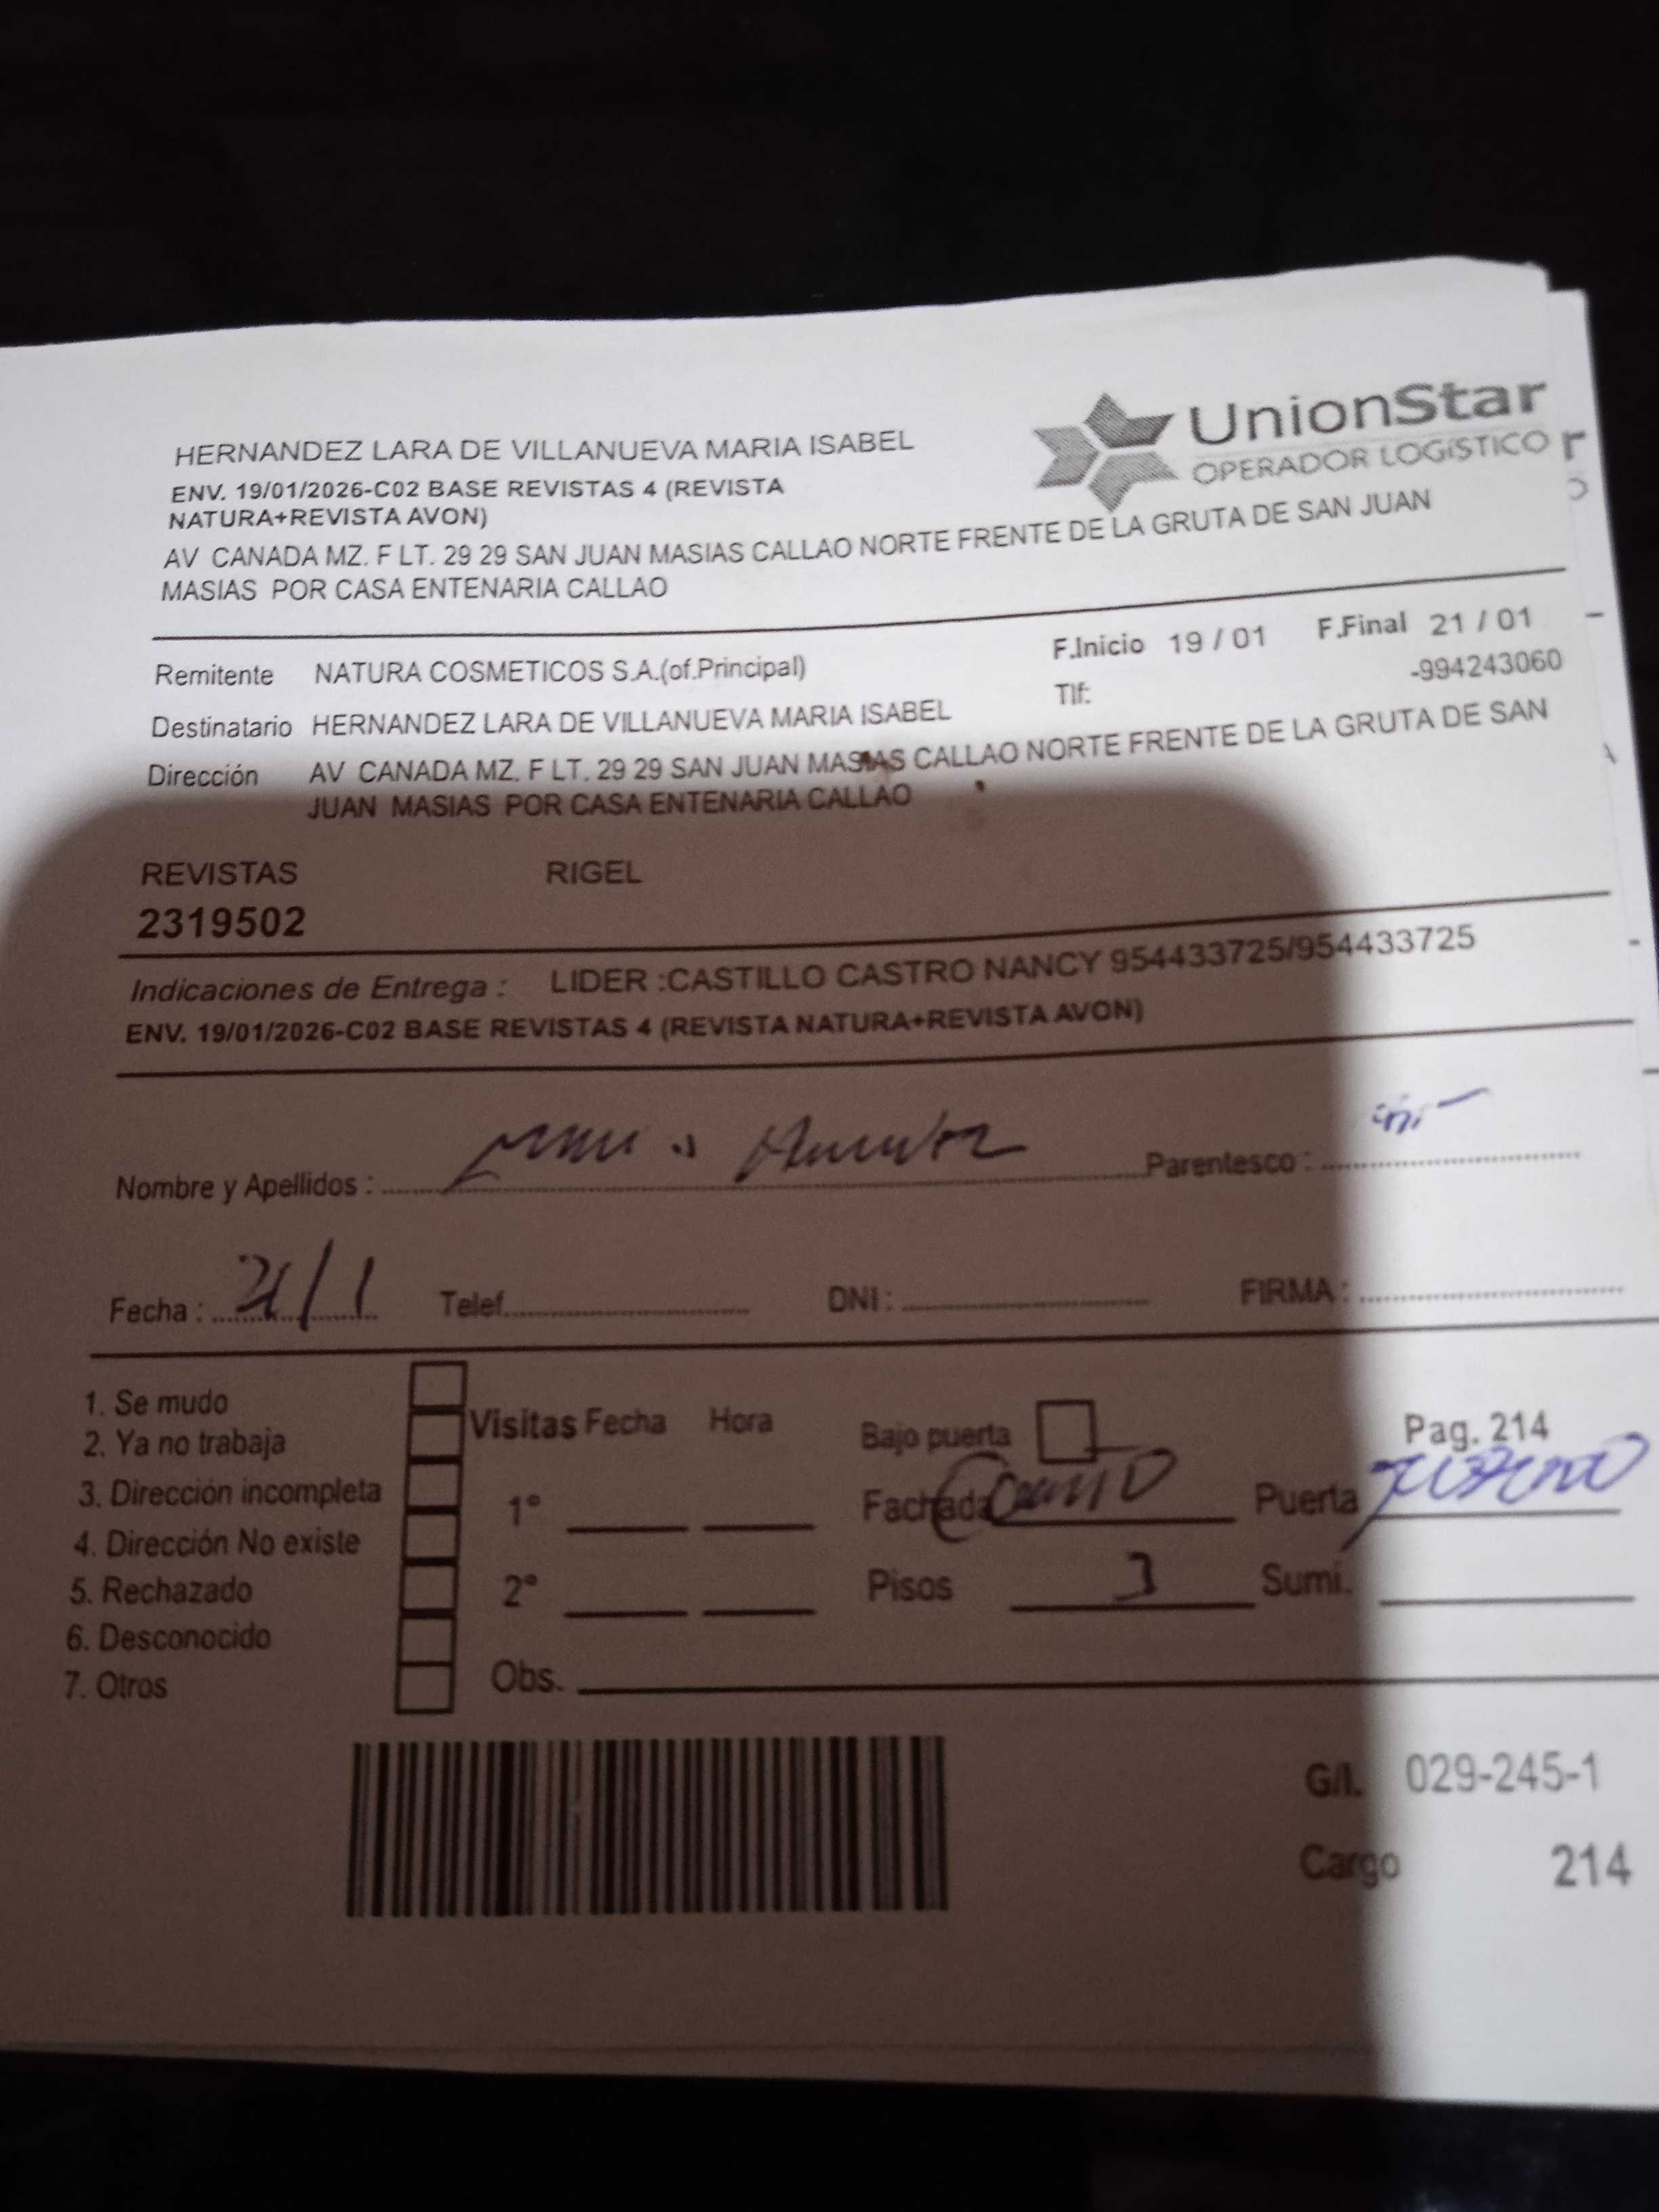 HERNANDEZ LARA DE VILLANUEVA MARIA ISABEL
UnionStar
OPERADOR LOGÍSTICO
ENV. 19/01/2026-C02 BASE REVISTAS 4 (REVISTA
NATURA+REVISTA AVON)
AV CANADA MZ. F LT. 29 29 SAN JUAN MASIAS CALLAO NORTE FRENTE DE LA GRUTA DE SAN JUAN
MASIAS POR CASA ENTENARIA CALLAO
Remitente NATURA COSMETICOS S.A.(of.Principal) F.Inicio 19 / 01 F.Final 21 / 01
Tlf: -994243060
Destinatario HERNANDEZ LARA DE VILLANUEVA MARIA ISABEL
Dirección AV CANADA MZ. F LT. 29 29 SAN JUAN MASIAS CALLAO NORTE FRENTE DE LA GRUTA DE SAN
JUAN MASIAS POR CASA ENTENARIA CALLAO
REVISTAS RIGEL
2319502
Indicaciones de Entrega : LIDER :CASTILLO CASTRO NANCY 954433725/954433725
ENV. 19/01/2026-C02 BASE REVISTAS 4 (REVISTA NATURA+REVISTA AVON)
Nombre y Apellidos : Parentesco :
Fecha : 21/1 Telef. DNI : FIRMA :
1. Se mudo
2. Ya no trabaja
3. Dirección incompleta
4. Dirección No existe
5. Rechazado
6. Desconocido
7. Otros
Visitas Fecha Hora
1°
2°
Obs.
Bajo puerta Pag. 214
Fachada Puerta
Pisos 3 Sumi.
G/I. 029-245-1
Cargo 214